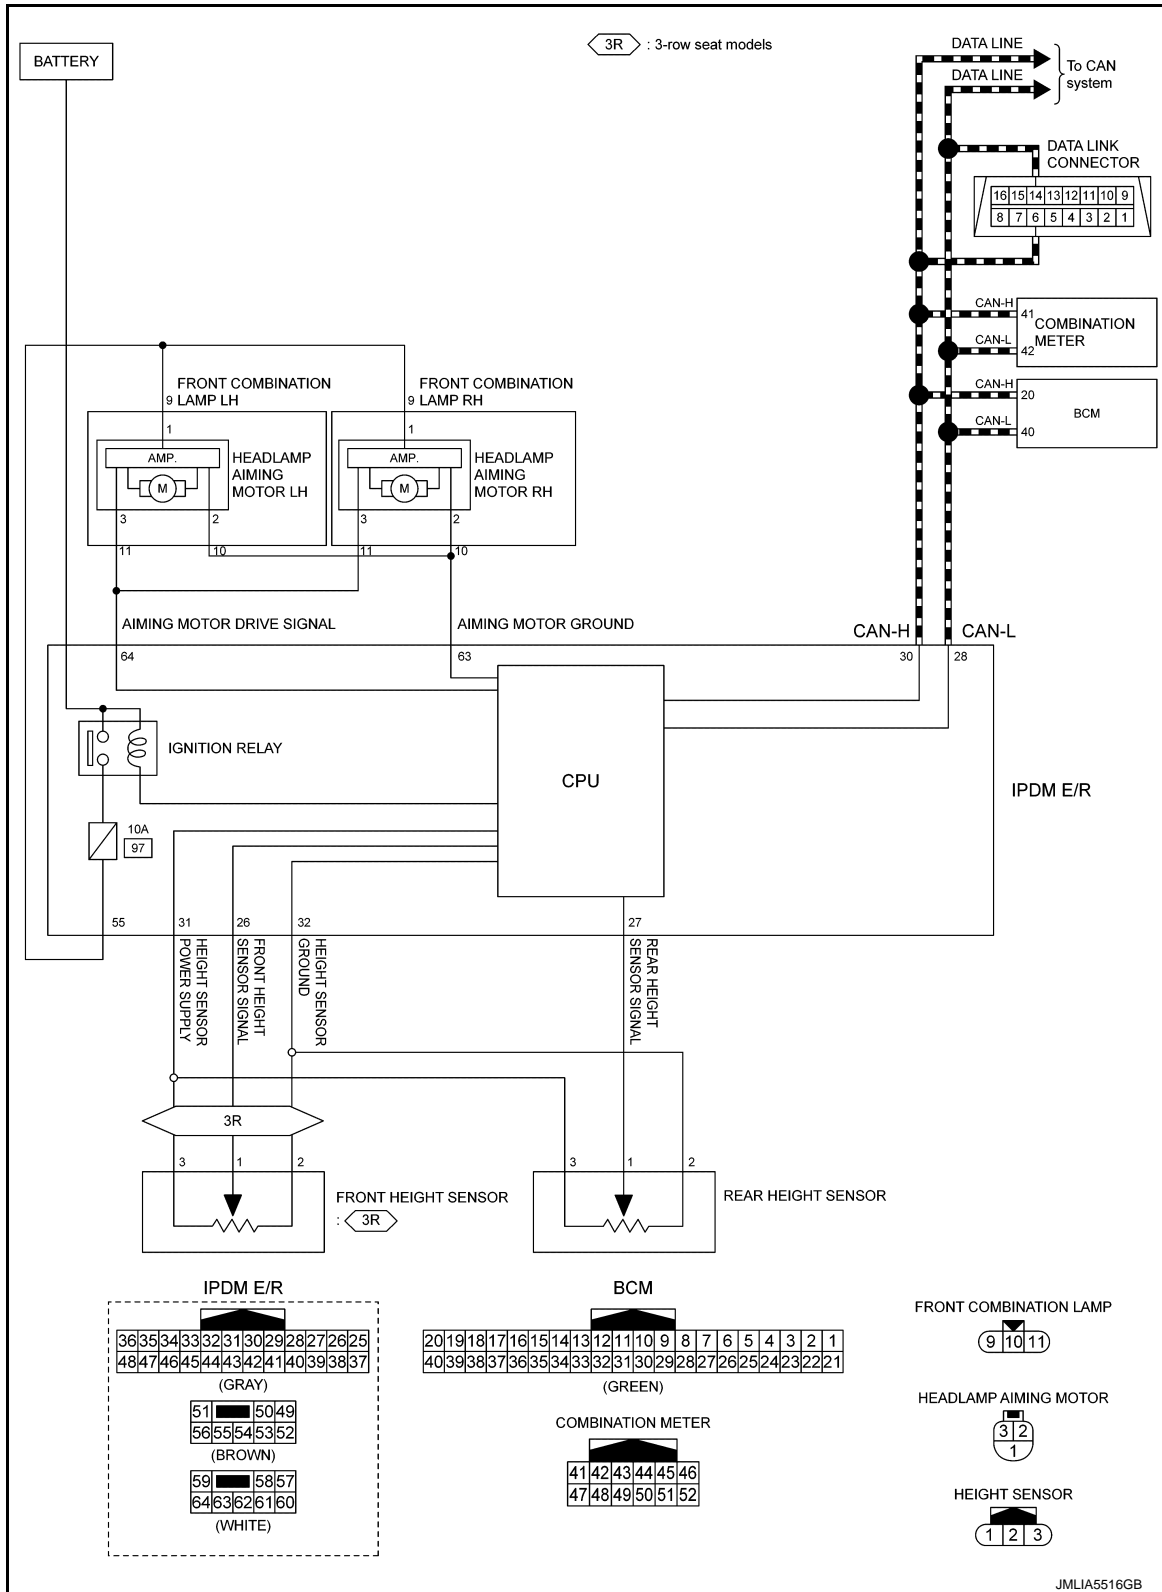 3R : 3-row seat models
BATTERY
DATA LINE
DATA LINE
To CAN
system
DATA LINK
CONNECTOR
16 15 14 13 12 11 10 9
8 7 6 5 4 3 2 1
CAN-H
41
COMBINATION
METER
CAN-L
42
CAN-H
20
BCM
CAN-L
40
FRONT COMBINATION
9 LAMP LH
FRONT COMBINATION
9 LAMP RH
1
1
AMP.
M
HEADLAMP
AIMING
MOTOR LH
AMP.
M
HEADLAMP
AIMING
MOTOR RH
3 2
3 2
11 10
11 10
AIMING MOTOR DRIVE SIGNAL
AIMING MOTOR GROUND
CAN-H
CAN-L
64
63
30
28
IGNITION RELAY
CPU
IPDM E/R
10A
97
55
31
26
32
27
HEIGHT SENSOR
POWER SUPPLY
FRONT HEIGHT
SENSOR SIGNAL
HEIGHT SENSOR
GROUND
REAR HEIGHT
SENSOR SIGNAL
3R
3 1 2
3 1 2
FRONT HEIGHT SENSOR
: 3R
REAR HEIGHT SENSOR
IPDM E/R
36 35 34 33 32 31 30 29 28 27 26 25
48 47 46 45 44 43 42 41 40 39 38 37
(GRAY)
51 50 49
56 55 54 53 52
(BROWN)
59 58 57
64 63 62 61 60
(WHITE)
BCM
20 19 18 17 16 15 14 13 12 11 10 9 8 7 6 5 4 3 2 1
40 39 38 37 36 35 34 33 32 31 30 29 28 27 26 25 24 23 22 21
(GREEN)
COMBINATION METER
41 42 43 44 45 46
47 48 49 50 51 52
FRONT COMBINATION LAMP
9 10 11
HEADLAMP AIMING MOTOR
3 2
1
HEIGHT SENSOR
1 2 3
JMLIA5516GB